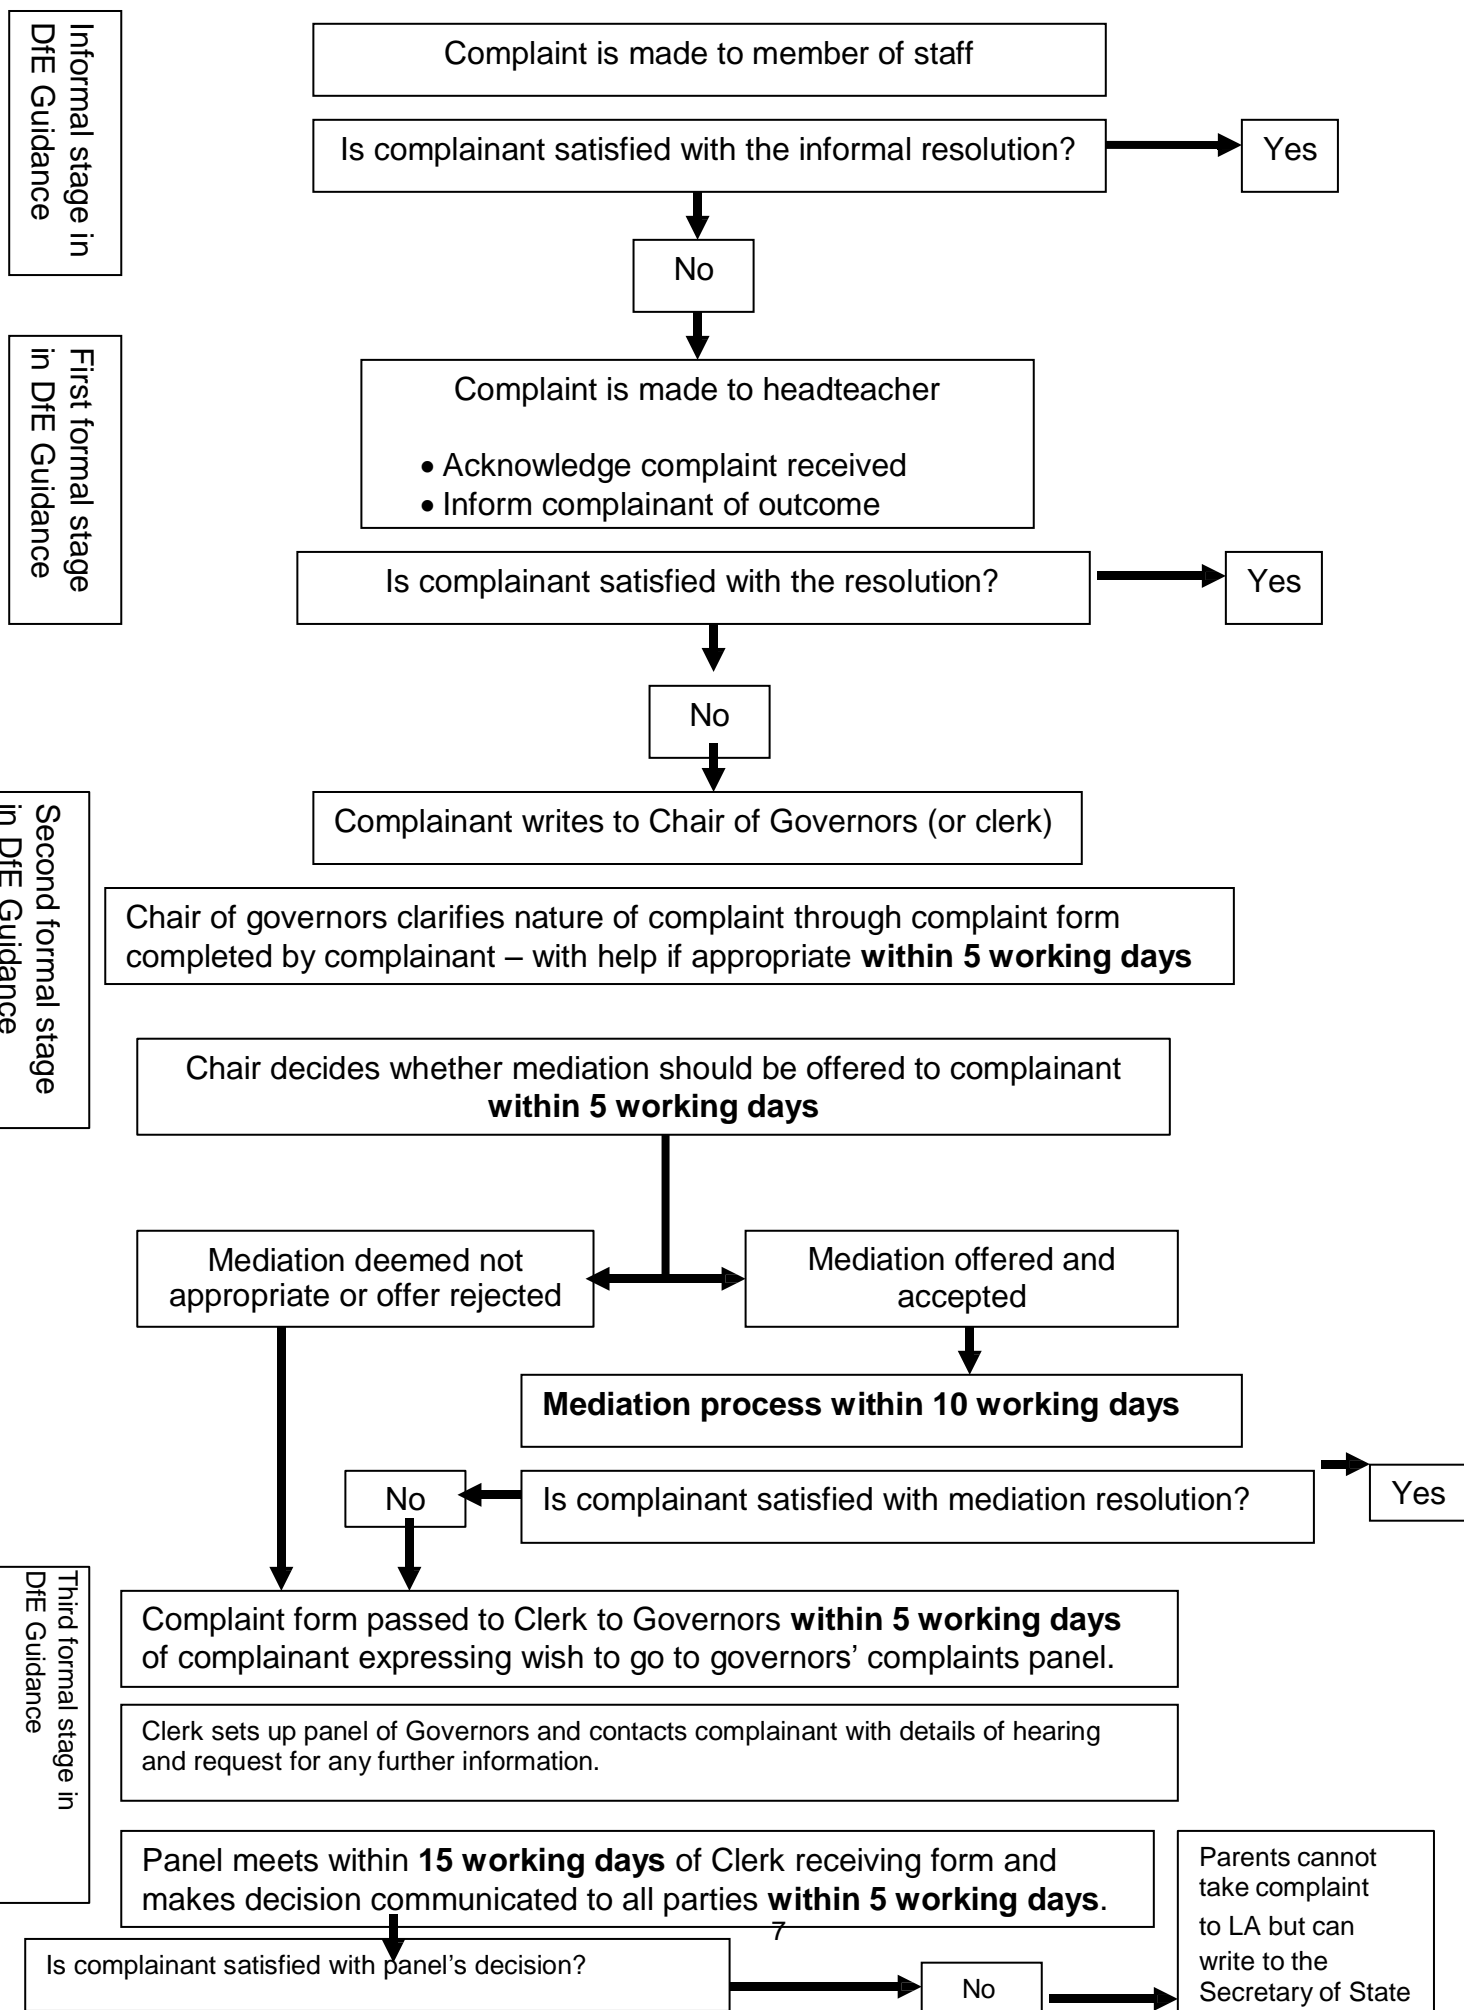 Informal stage in
DfE Guidance
Complaint is made to member of staff
Is complainant satisfied with the informal resolution?
Yes
No
First formal stage
in DfE Guidance
Complaint is made to headteacher
• Acknowledge complaint received
• Inform complainant of outcome
Is complainant satisfied with the resolution?
Yes
No
Second formal stage
in DfE Guidance
Complainant writes to Chair of Governors (or clerk)
Chair of governors clarifies nature of complaint through complaint form
completed by complainant – with help if appropriate within 5 working days
Chair decides whether mediation should be offered to complainant
within 5 working days
Mediation deemed not
appropriate or offer rejected
Mediation offered and
accepted
Mediation process within 10 working days
No
Is complainant satisfied with mediation resolution?
Yes
Third formal stage in
DfE Guidance
Complaint form passed to Clerk to Governors within 5 working days
of complainant expressing wish to go to governors’ complaints panel.
Clerk sets up panel of Governors and contacts complainant with details of hearing
and request for any further information.
Panel meets within 15 working days of Clerk receiving form and
makes decision communicated to all parties within 5 working days.
7
Is complainant satisfied with panel’s decision?
No
Parents cannot
take complaint
to LA but can
write to the
Secretary of State